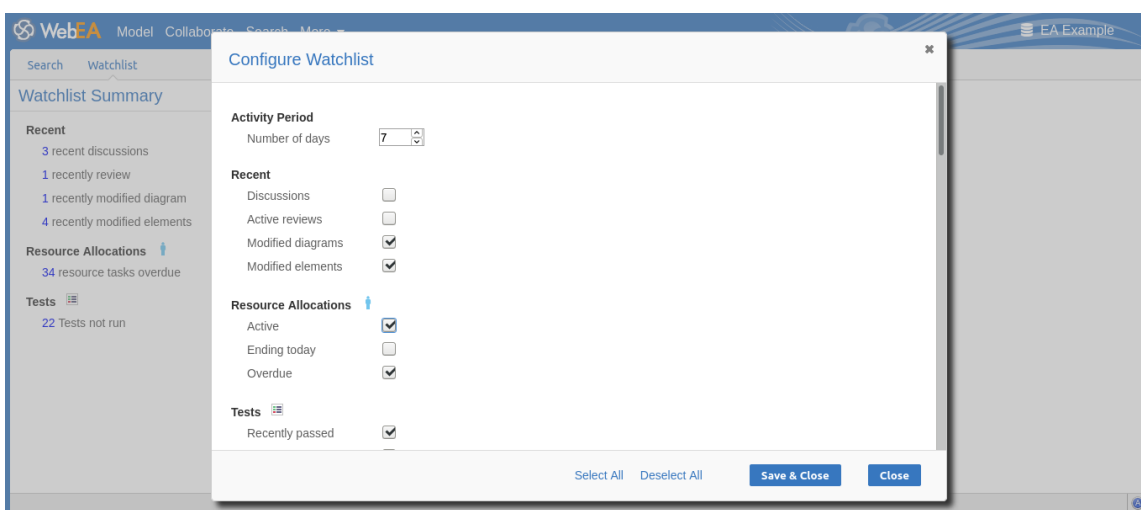 WebEA Model Collaborate Search More
EA Example
Search Watchlist
Watchlist Summary
Recent
3 recent discussions
1 recently review
1 recently modified diagram
4 recently modified elements
Resource Allocations
34 resource tasks overdue
Tests
22 Tests not run
Configure Watchlist
Activity Period
Number of days 7
Recent
Discussions
Active reviews
Modified diagrams
Modified elements
Resource Allocations
Active
Ending today
Overdue
Tests
Recently passed
Select All Deselect All Save & Close Close